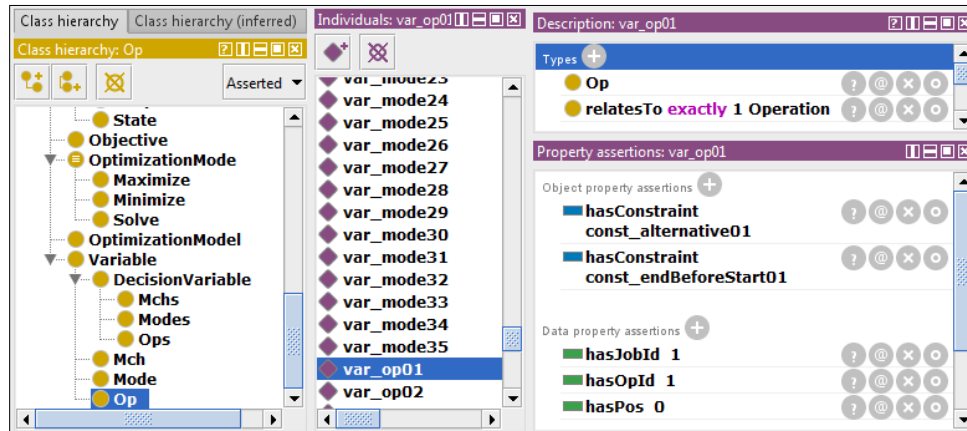 Class hierarchy
Class hierarchy (inferred)
Class hierarchy: Op
Asserted
State
Objective
OptimizationMode
Maximize
Minimize
Solve
OptimizationModel
Variable
DecisionVariable
Mchs
Modes
Ops
Mch
Mode
Op
Individuals: var_op01
var_mode23
var_mode24
var_mode25
var_mode26
var_mode27
var_mode28
var_mode29
var_mode30
var_mode31
var_mode32
var_mode33
var_mode34
var_mode35
var_op01
var_op02
Description: var_op01
Types
Op
relatesTo exactly 1 Operation
Property assertions: var_op01
Object property assertions
hasConstraint
const_alternative01
hasConstraint
const_endBeforeStart01
Data property assertions
hasJobId 1
hasOpId 1
hasPos 0